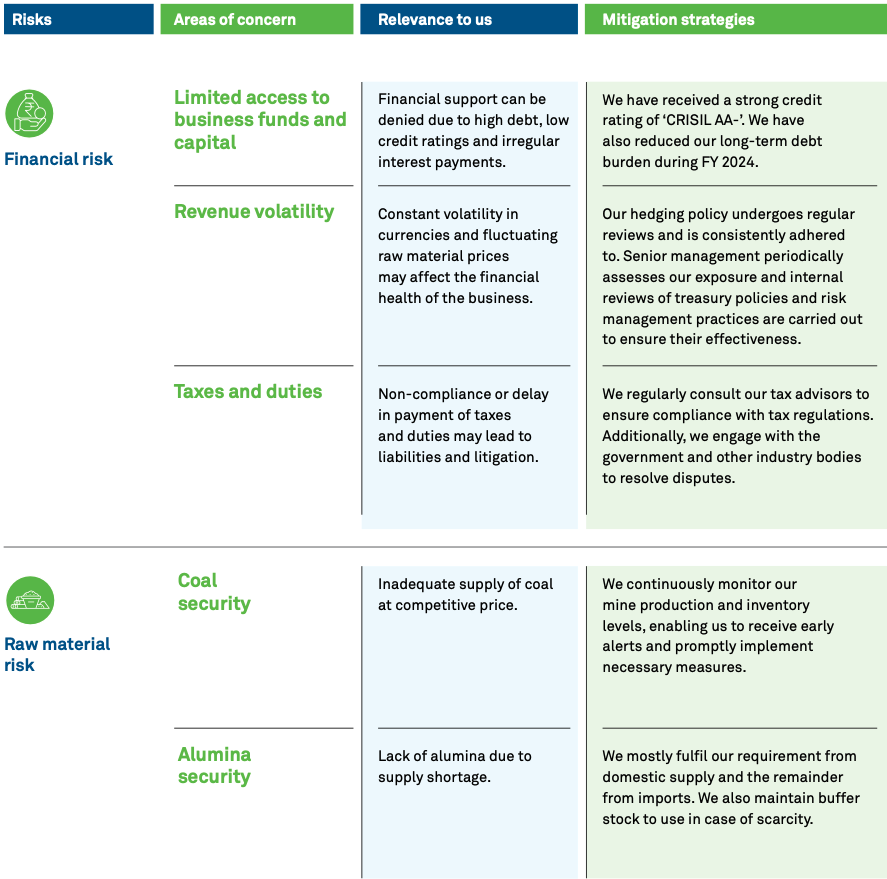 Risks
Areas of concern
Relevance to us
Mitigation strategies
Financial risk
Limited access to
business funds and
capital
Financial support can be
denied due to high debt, low
credit ratings and irregular
interest payments.
We have received a strong credit
rating of ‘CRISIL AA-’. We have
also reduced our long-term debt
burden during FY 2024.
Revenue volatility
Constant volatility in
currencies and fluctuating
raw material prices
may affect the financial
health of the business.
Our hedging policy undergoes regular
reviews and is consistently adhered
to. Senior management periodically
assesses our exposure and internal
reviews of treasury policies and risk
management practices are carried out
to ensure their effectiveness.
Taxes and duties
Non-compliance or delay
in payment of taxes
and duties may lead to
liabilities and litigation.
We regularly consult our tax advisors to
ensure compliance with tax regulations.
Additionally, we engage with the
government and other industry bodies
to resolve disputes.
Raw material
risk
Coal
security
Inadequate supply of coal
at competitive price.
We continuously monitor our
mine production and inventory
levels, enabling us to receive early
alerts and promptly implement
necessary measures.
Alumina
security
Lack of alumina due to
supply shortage.
We mostly fulfil our requirement from
domestic supply and the remainder
from imports. We also maintain buffer
stock to use in case of scarcity.